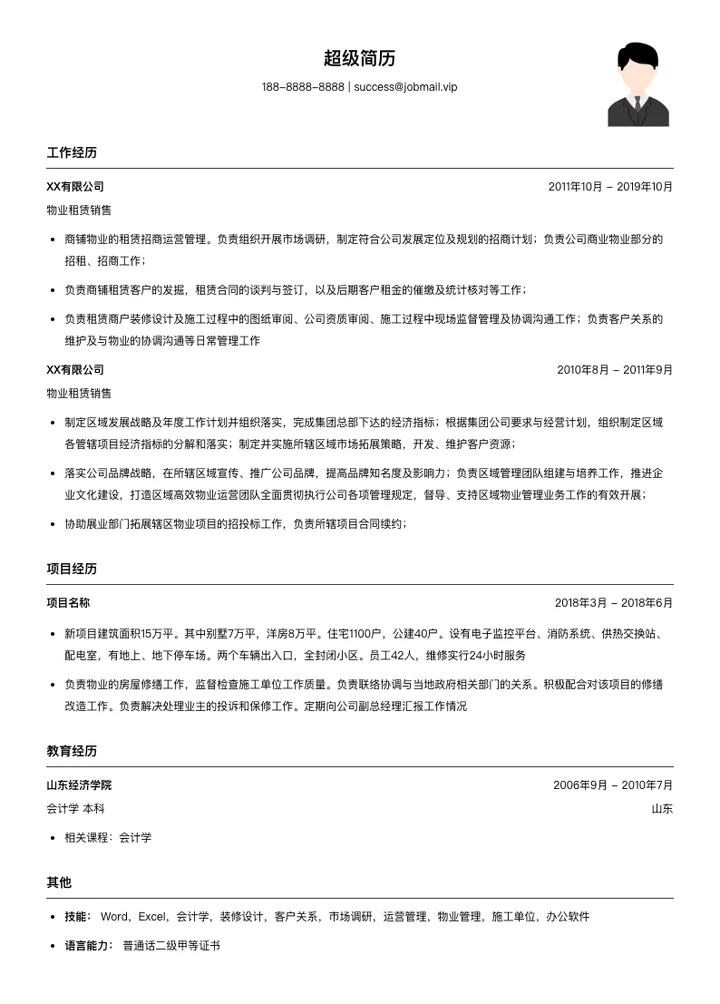 超级简历
188-8888-8888 | success@jobmail.vip
工作经历
XX有限公司 2011年10月 – 2019年10月
物业租赁销售
• 商铺物业的租赁招商运营管理。负责组织开展市场调研，制定符合公司发展定位及规划的招商计划；负责公司商业物业部分的
招租、招商工作；
• 负责商铺租赁客户的发掘，租赁合同的谈判与签订，以及后期客户租金的催缴及统计核对等工作；
• 负责租赁商户装修设计及施工过程中的图纸审阅、公司资质审阅、施工过程中现场监督管理及协调沟通工作；负责客户关系的
维护及与物业的协调沟通等日常管理工作
XX有限公司 2010年8月 – 2011年9月
物业租赁销售
• 制定区域发展战略及年度工作计划并组织落实，完成集团总部下达的经济指标；根据集团公司要求与经营计划，组织制定区域
各管辖项目经济指标的分解和落实；制定并实施所辖区域市场拓展策略，开发、维护客户资源；
• 落实公司品牌战略，在所辖区域宣传、推广公司品牌，提高品牌知名度及影响力；负责区域管理团队组建与培养工作，推进企
业文化建设，打造区域高效物业运营团队全面贯彻执行公司各项管理规定，督导、支持区域物业管理业务工作的有效开展；
• 协助展业部门拓展辖区物业项目的招投标工作，负责所辖项目合同续约；
项目经历
项目名称 2018年3月 – 2018年6月
• 新项目建筑面积15万平。其中别墅7万平，洋房8万平。住宅1100户，公建40户。设有电子监控平台、消防系统、供热交换站、
配电室，有地上、地下停车场。两个车辆出入口，全封闭小区。员工42人，维修实行24小时服务
• 负责物业的房屋修缮工作，监督检查施工单位工作质量。负责联络协调与当地政府相关部门的关系。积极配合对该项目的修缮
改造工作。负责解决处理业主的投诉和保修工作。定期向公司副总经理汇报工作情况
教育经历
山东经济学院 2006年9月 – 2010年7月
会计学 本科 山东
• 相关课程：会计学
其他
• 技能： Word，Excel，会计学，装修设计，客户关系，市场调研，运营管理，物业管理，施工单位，办公软件
• 语言能力： 普通话二级甲等证书